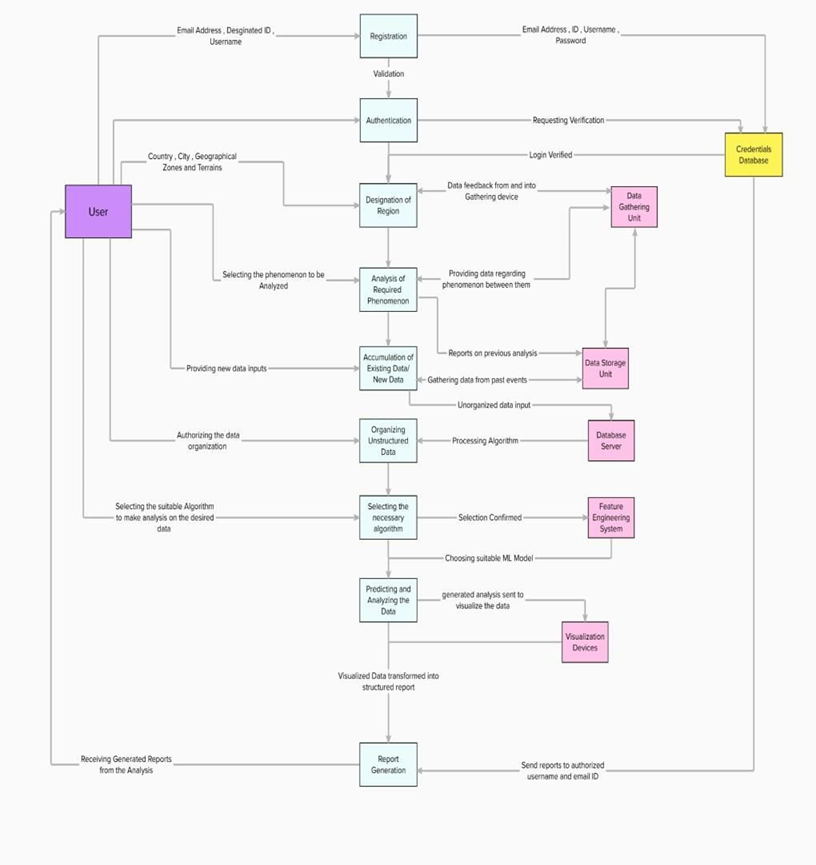 Email Address , Desginated ID ,
Username
Registration
Email Address , ID , Username ,
Password
Validation
Authentication
Requesting Verification
Credentials
Database
Login Verified
Country , City , Geographical
Zones and Terrains
User
Designation of
Region
Data feedback from and into
Gathering device
Data
Gathering
Unit
Selecting the phenomenon to be
Analyzed
Analysis of
Required
Phenomenon
Providing data regarding
phenomenon between them
Reports on previous analysis
Providing new data inputs
Accumulation of
Existing Data/
New Data
Gathering data from past events
Data Storage
Unit
Unorganized data input
Authorizing the data
organization
Organizing
Unstructured
Data
Processing Algorithm
Database
Server
Selecting the suitable Algorithm
to make analysis on the desired
data
Selecting the
necessary
algorithm
Selection Confirmed
Feature
Engineering
System
Choosing suitable ML Model
Predicting and
Analyzing the
Data
generated analysis sent to
visualize the data
Visualization
Devices
Visualized Data transformed into
structured report
Receiving Generated Reports
from the Analysis
Report
Generation
Send reports to authorized
username and email ID